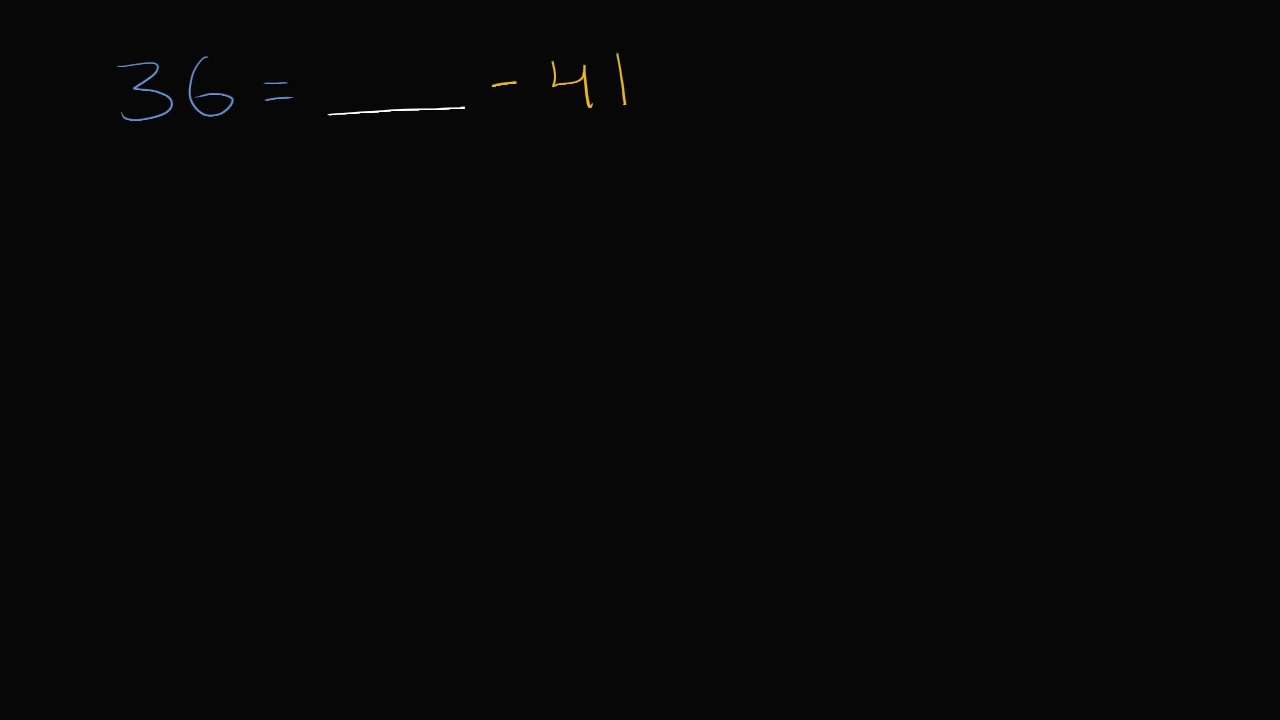 36 = ____ - 41